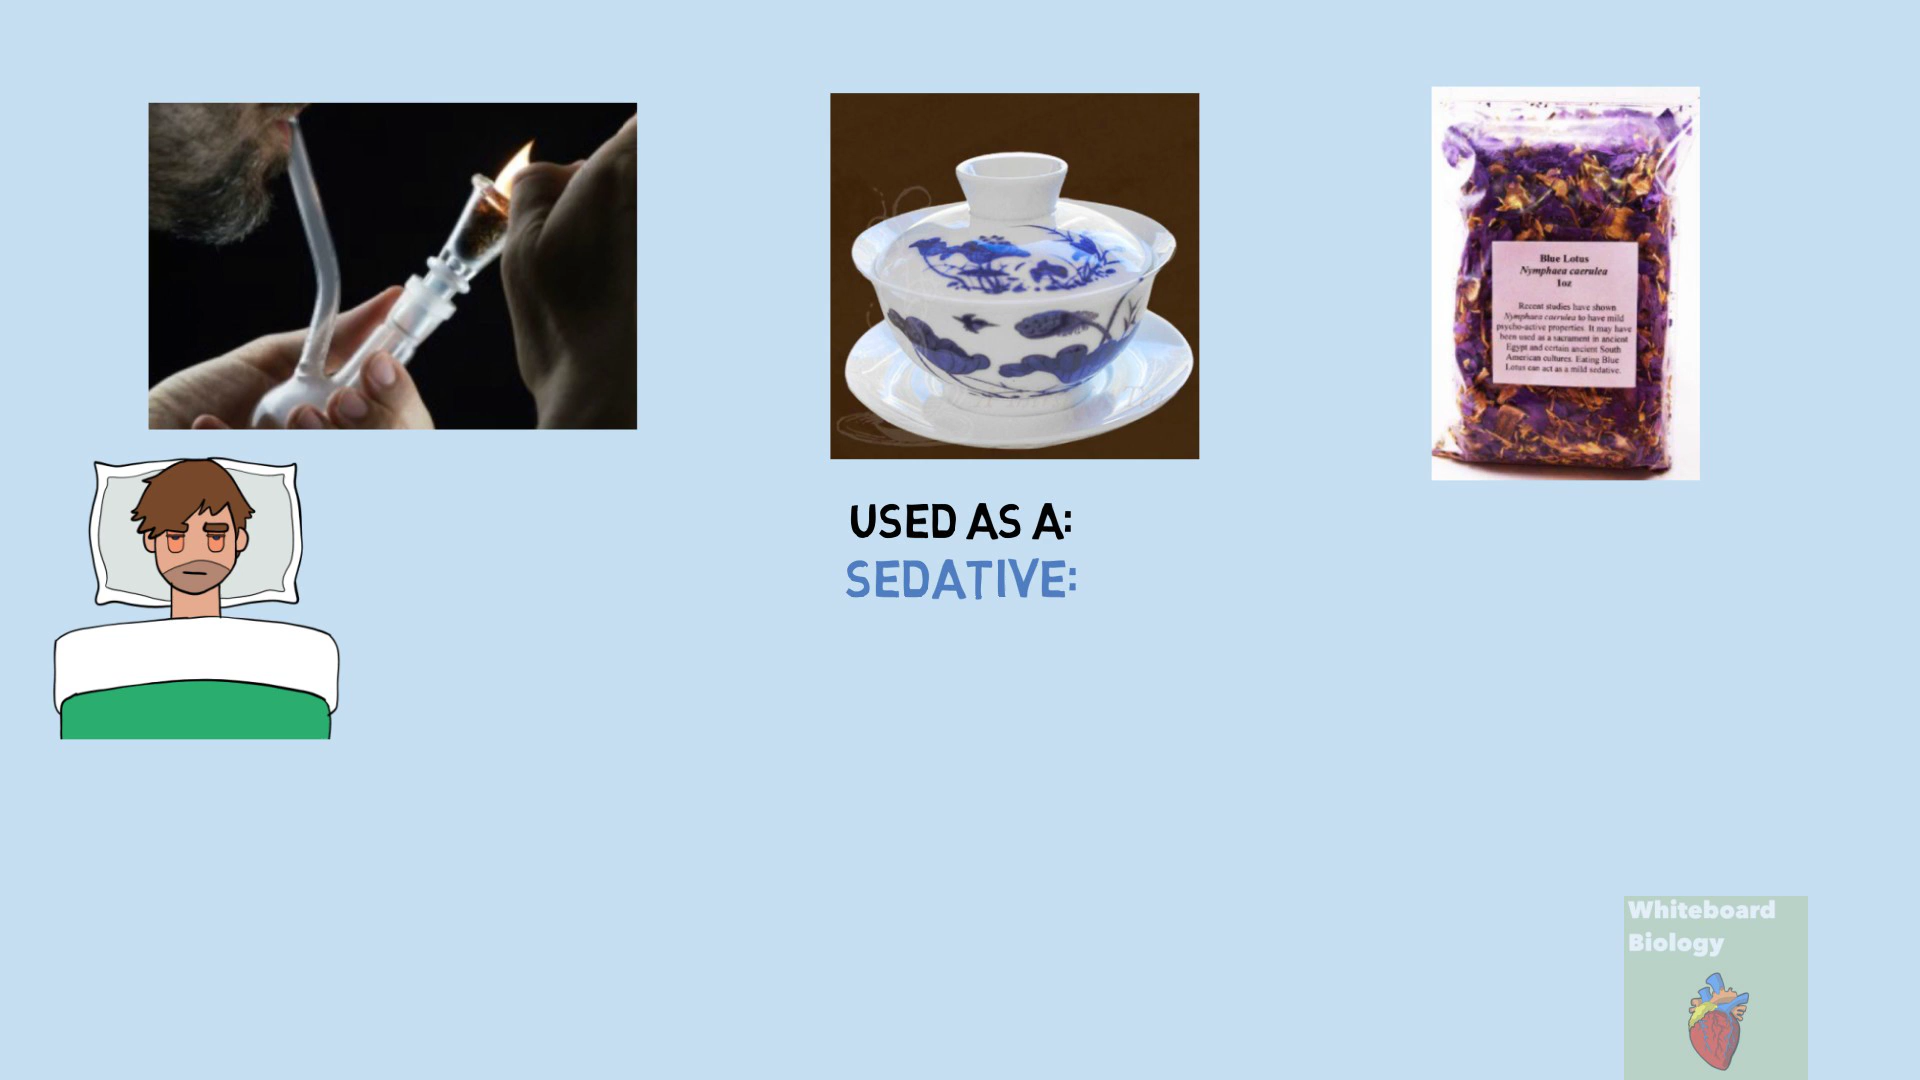 Blue Lotus
Nymphaea caerulea
1oz
Recent studies have shown
Nymphaea caerulea to have mild
psycho-active properties. It may have
been used as a sacrament in ancient
Egypt and certain ancient South
American cultures. Eating Blue
Lotus can act as a mild sedative.
USED AS A:
SEDATIVE:
Whiteboard
Biology